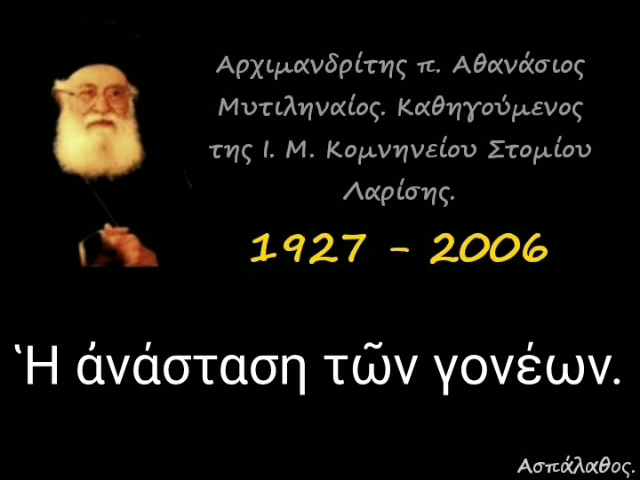 Αρχιμανδρίτης π. Αθανάσιος
Μυτιληναίος. Καθηγούμενος
της Ι. Μ. Κομνηνείου Στομίου
Λαρίσης.
1927 - 2006
Ἡ ἀνάσταση τῶν γονέων.
Ασπάλαθος.